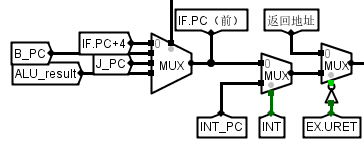 IF.PC（前）
返回地址
IF.PC+4
0
B_PC
J_PC
MUX
0
MUX
0
MUX
ALU_result
INT_PC
INT
EX.URET